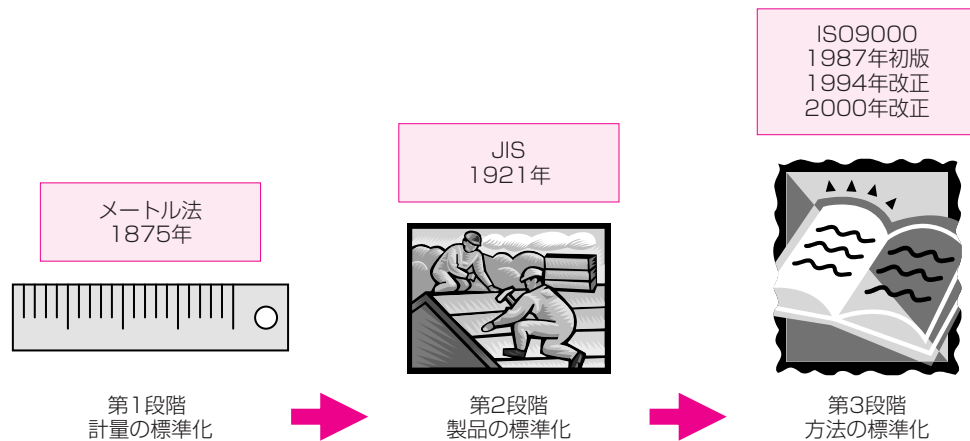 メートル法
1875年
第1段階
計量の標準化
JIS
1921年
第2段階
製品の標準化
ISO9000
1987年初版
1994年改正
2000年改正
第3段階
方法の標準化